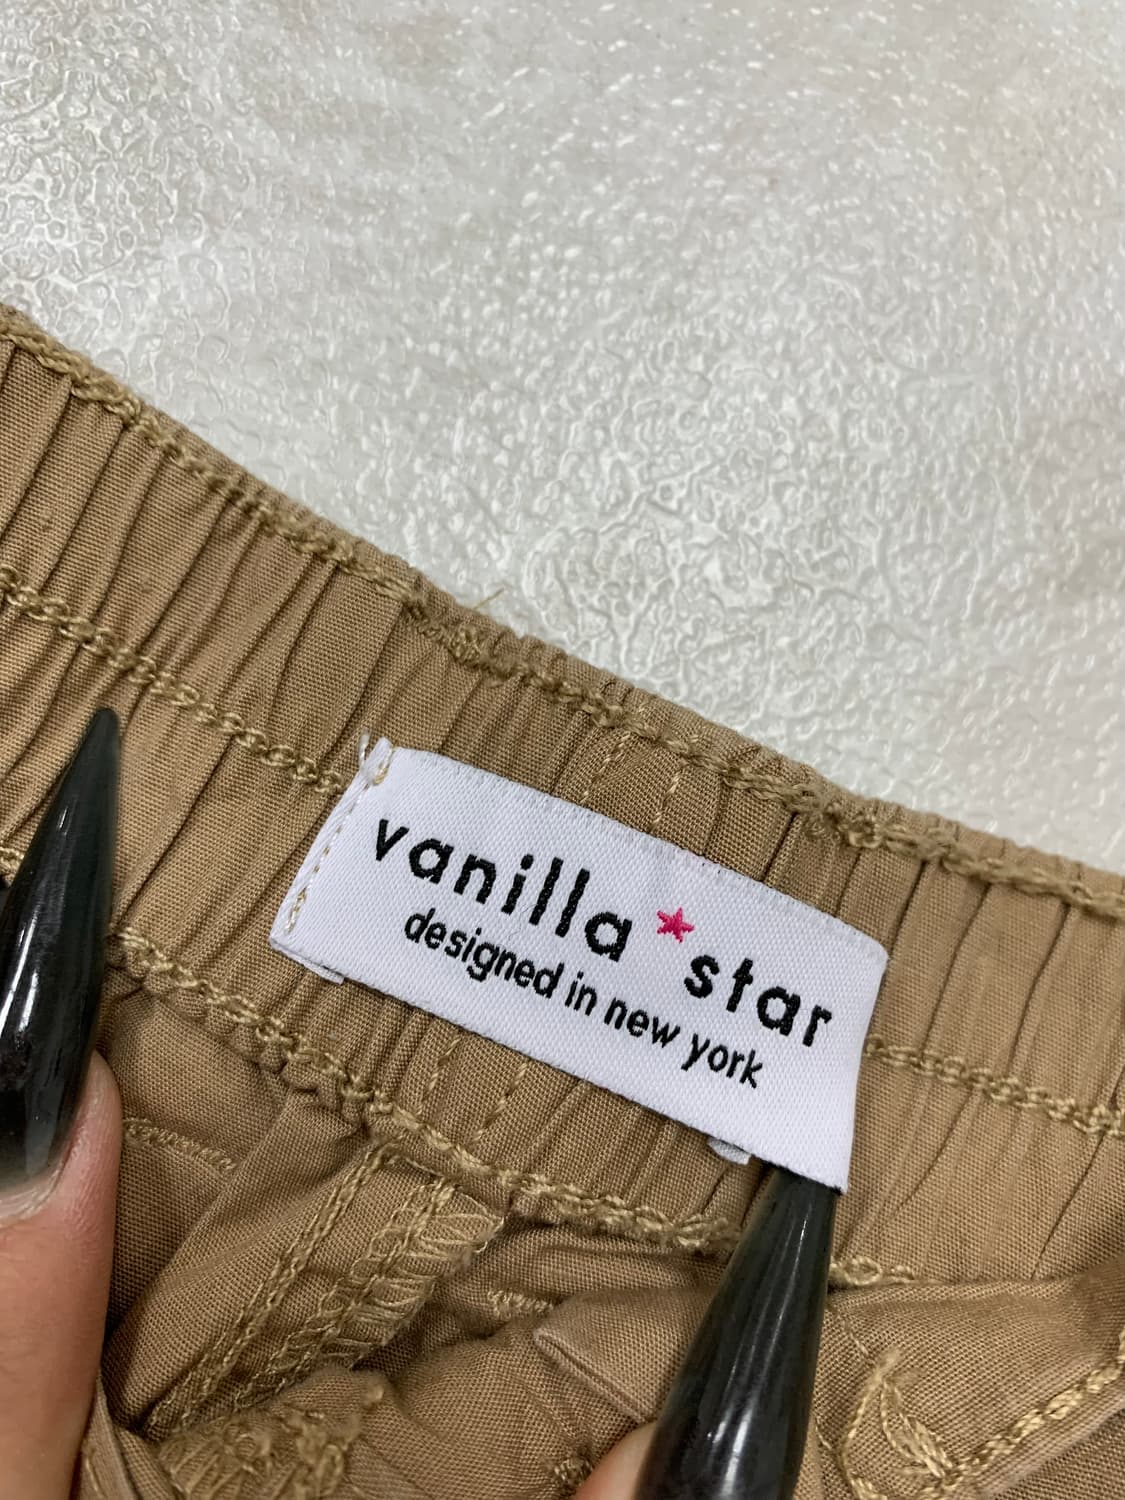 vanilla*star
designed in new york